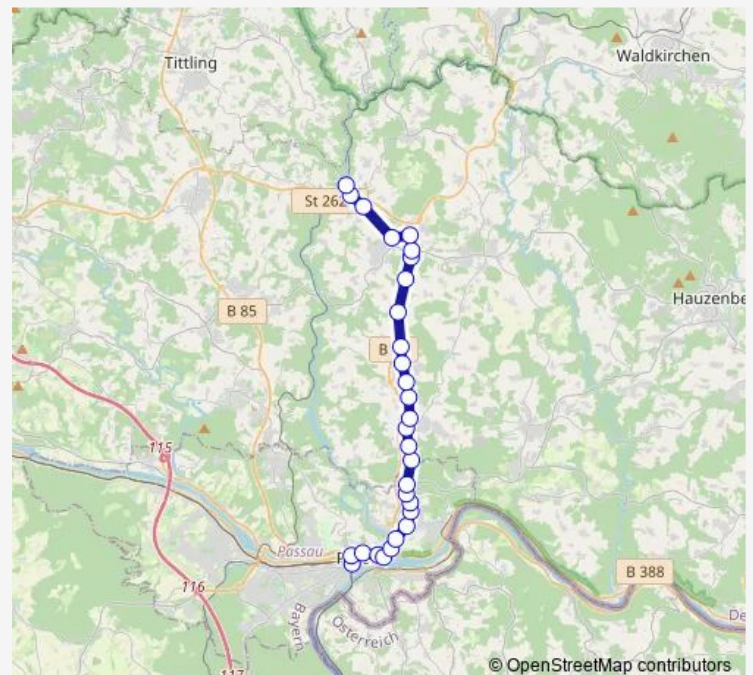 Tittling
Waldkirchen
St 262
B 85
Hauzenbe
B
115
Passau
116
B 388
Bayern
Österreich
De
117
© OpenStreetMap contributors